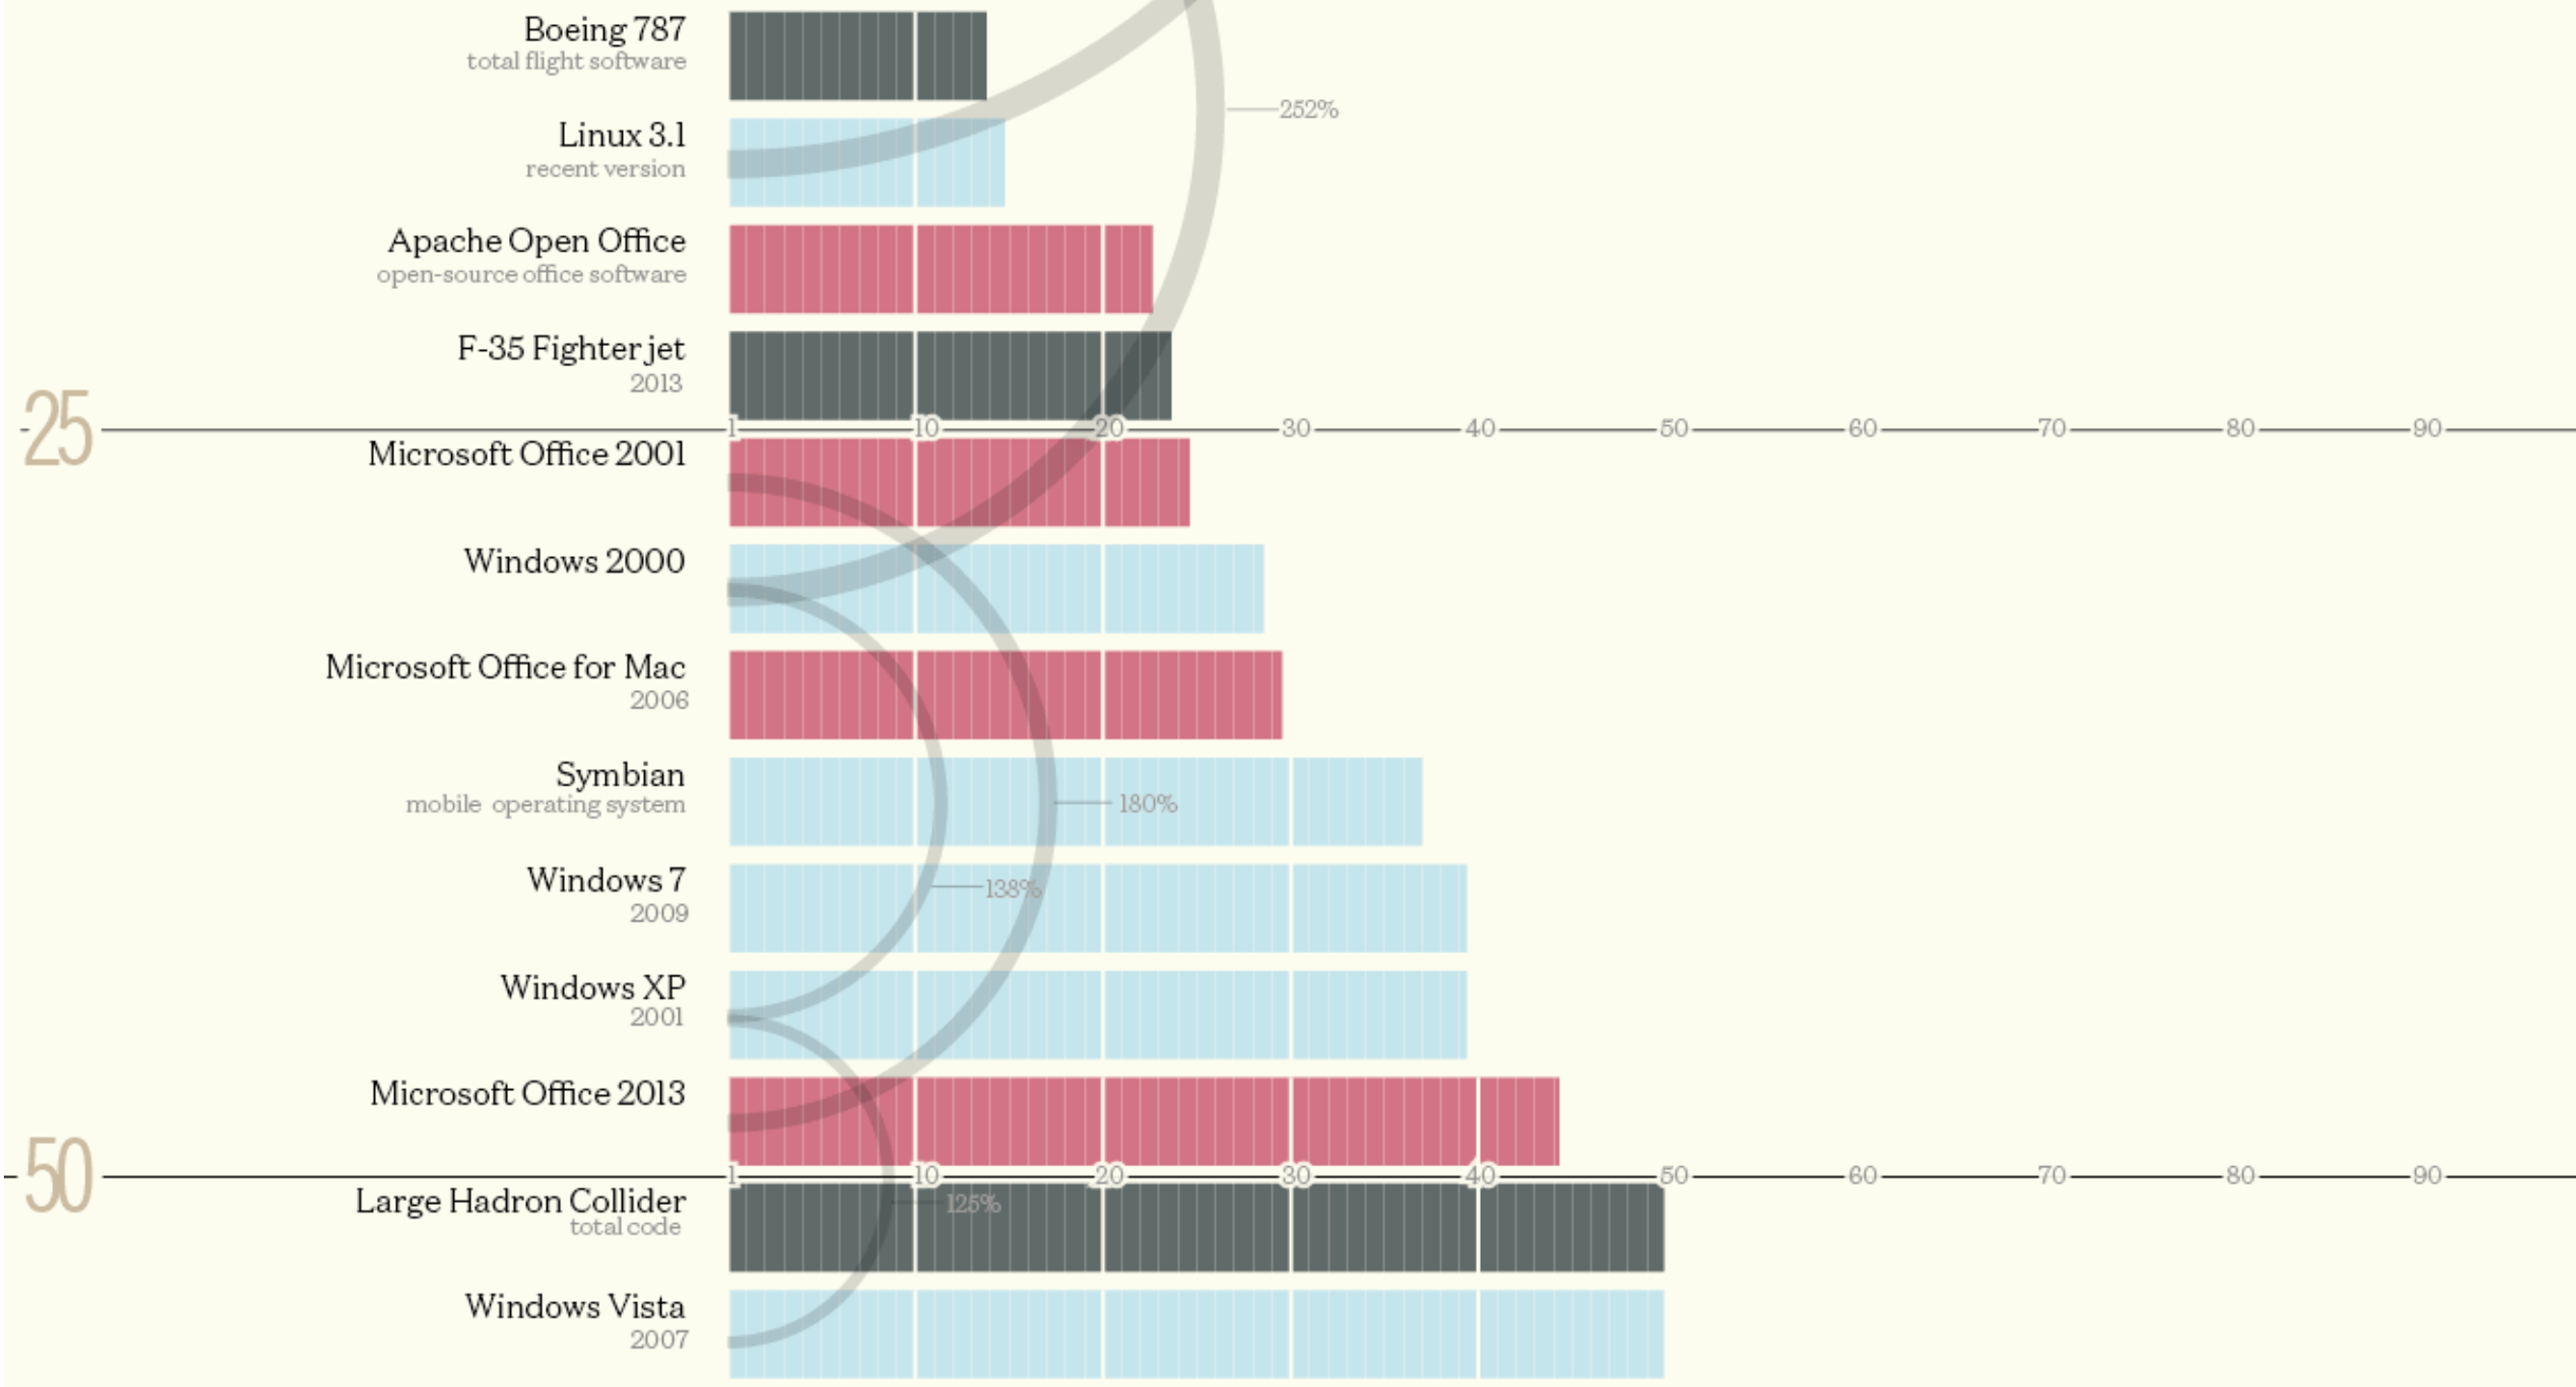 Boeing 787
total flight software
252%
Linux 3.1
recent version
Apache Open Office
open-source office software
F-35 Fighter jet
2013
25
1 10 20 30 40 50 60 70 80 90
Microsoft Office 2001
Windows 2000
Microsoft Office for Mac
2006
Symbian
mobile operating system
180%
Windows 7
2009
138%
Windows XP
2001
Microsoft Office 2013
50
1 10 20 30 40 50 60 70 80 90
Large Hadron Collider
total code
125%
Windows Vista
2007